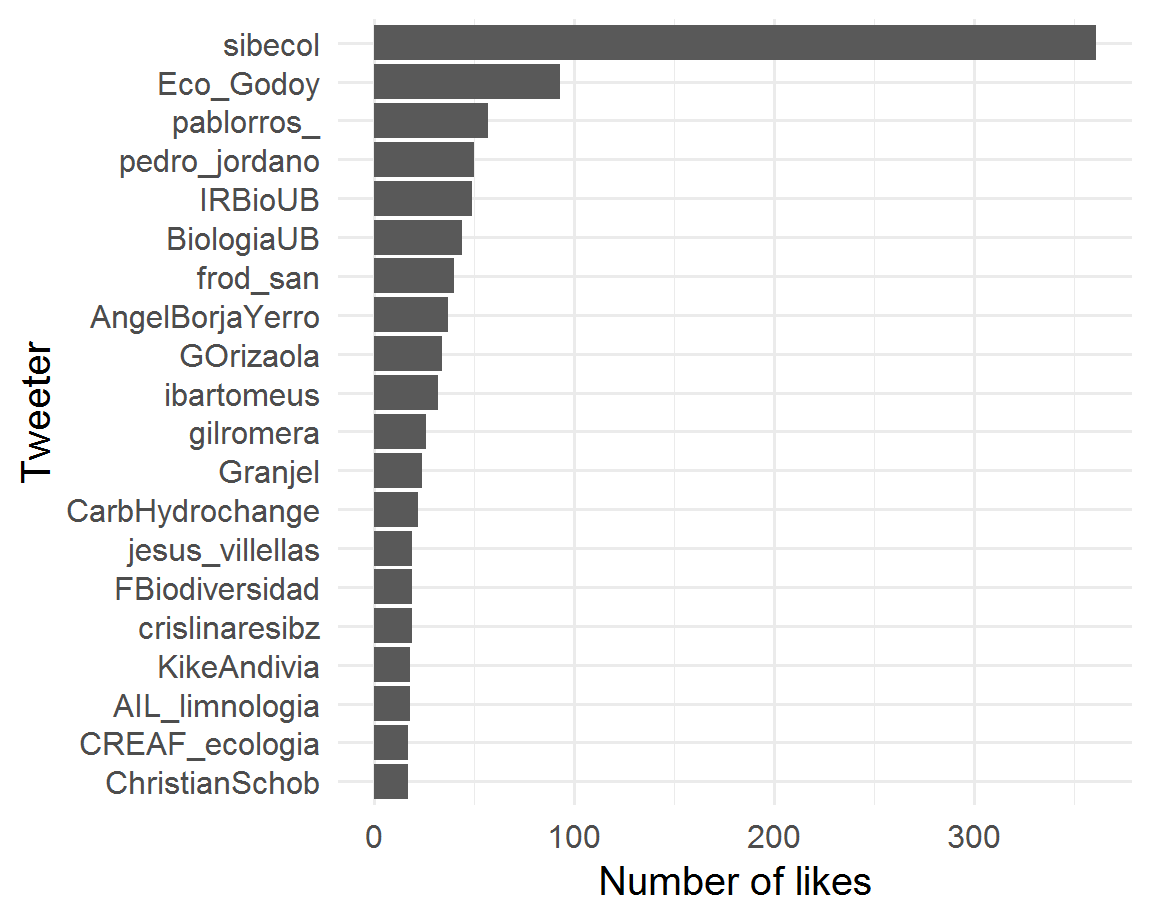 sibecol
Eco_Godoy
pablorros_
pedro_jordano
IRBioUB
BiologiaUB
frod_san
AngelBorjaYerro
GOrizaola
ibartomeus
gilromera
Granjel
CarbHydrochange
jesus_villellas
FBiodiversidad
crislinaresibz
KikeAndivia
AIL_limnologia
CREAF_ecologia
ChristianSchob
Tweeter
0 100 200 300
Number of likes